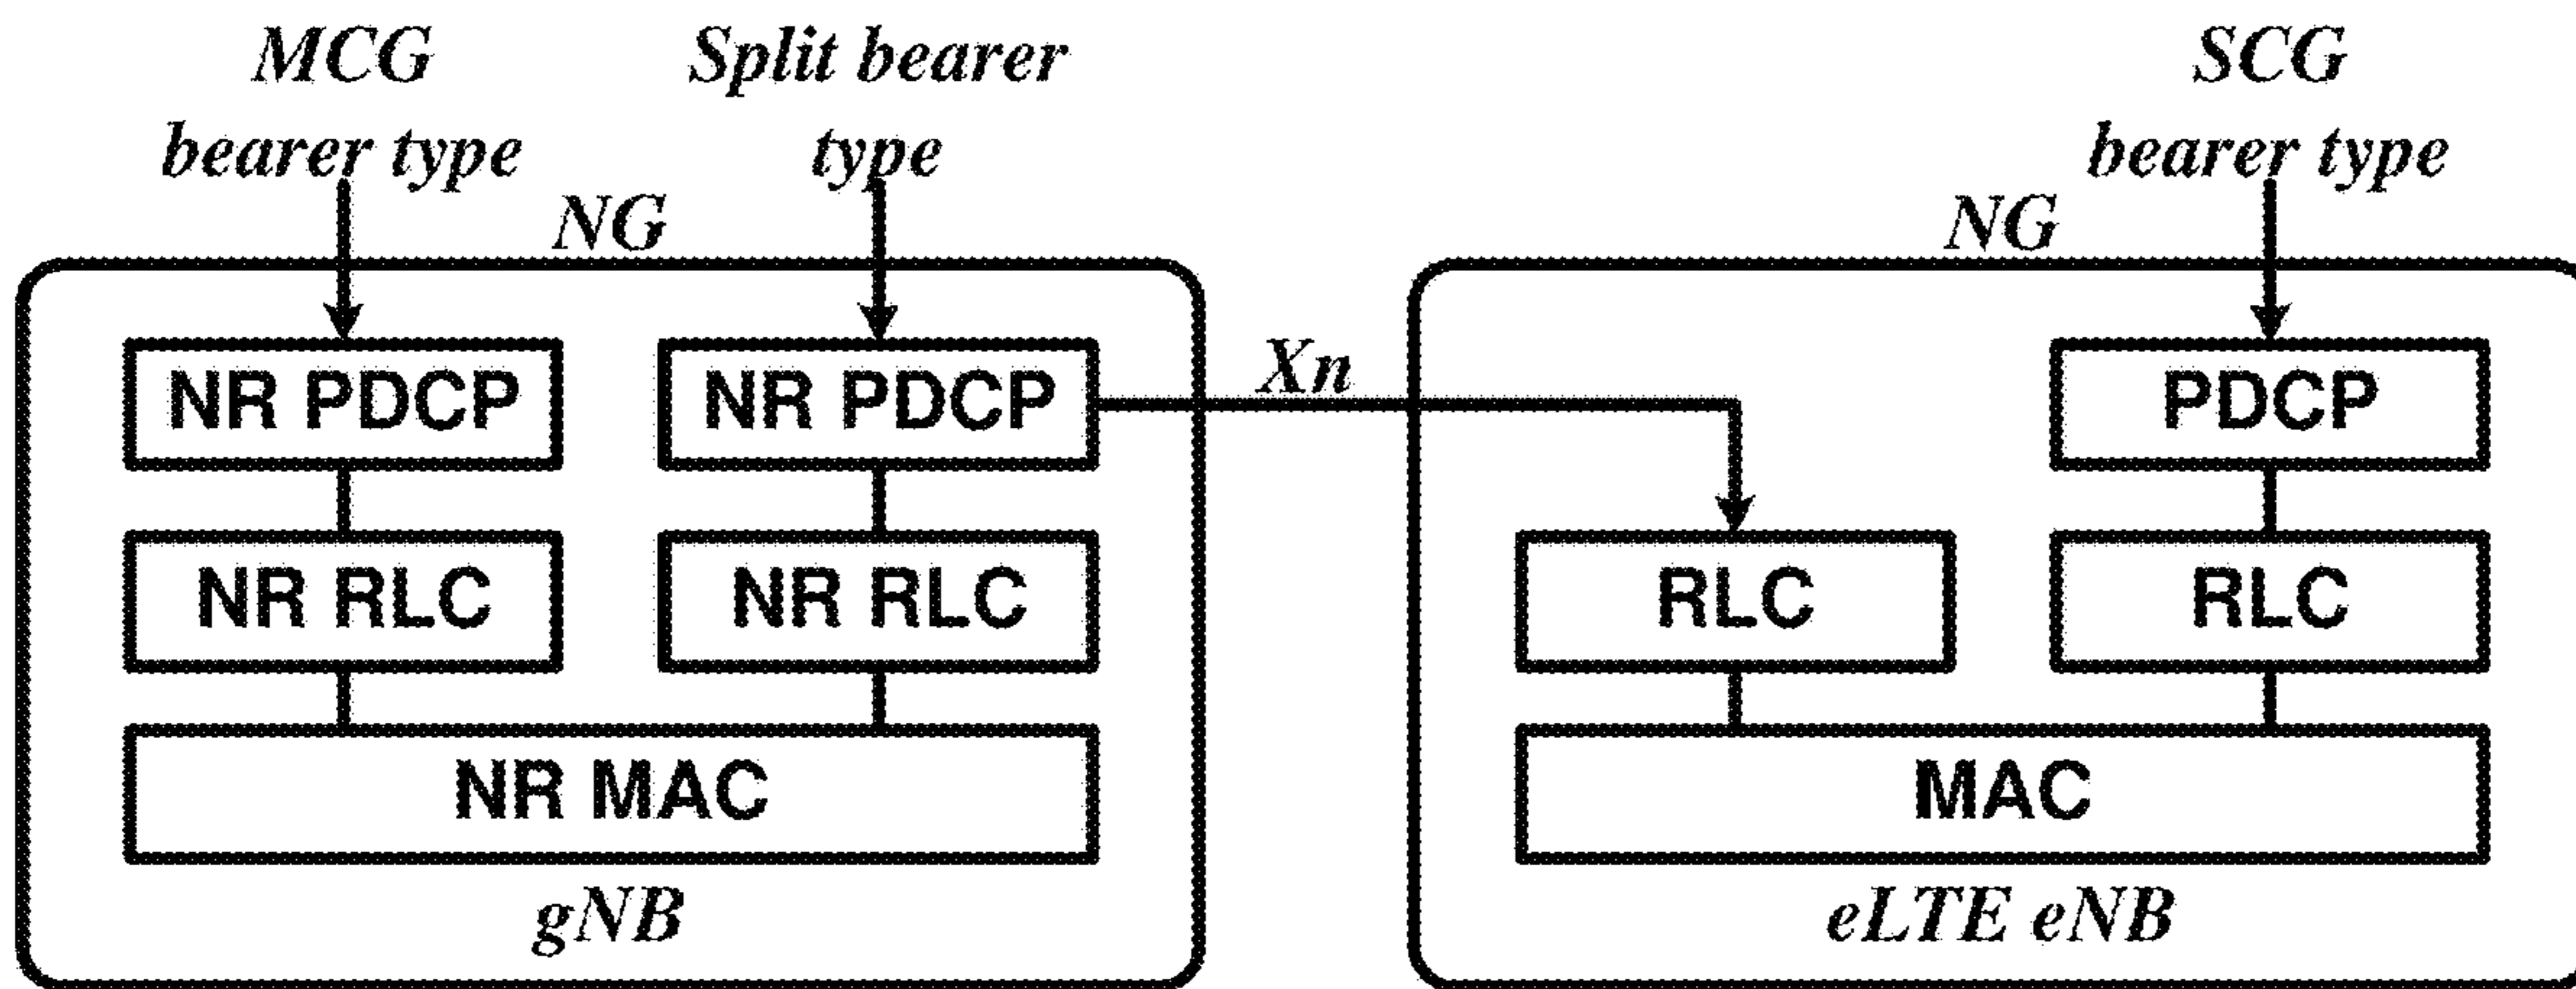 MCG
bearer type
Split bearer
type
SCG
bearer type
NG
NG
Xn
NR PDCP
NR PDCP
PDCP
NR RLC
NR RLC
RLC
RLC
NR MAC
MAC
gNB
eLTE eNB